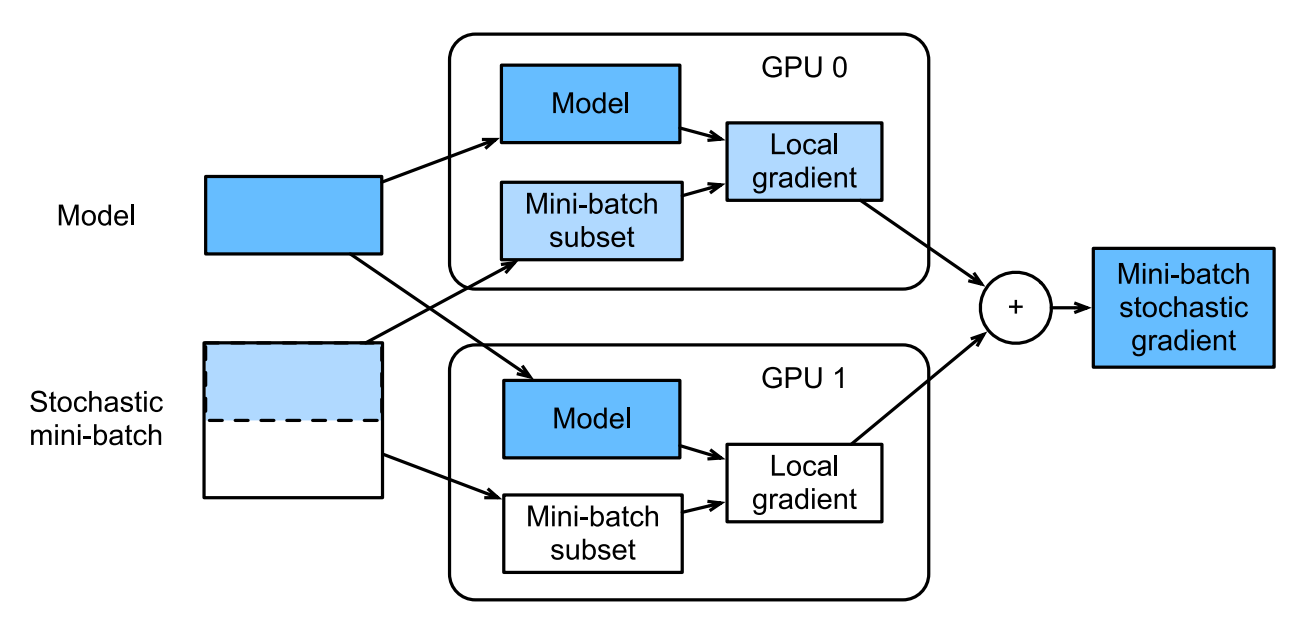 Model
Stochastic
mini-batch
GPU 0
Model
Mini-batch
subset
Local
gradient
GPU 1
Model
Mini-batch
subset
Local
gradient
+
Mini-batch
stochastic
gradient